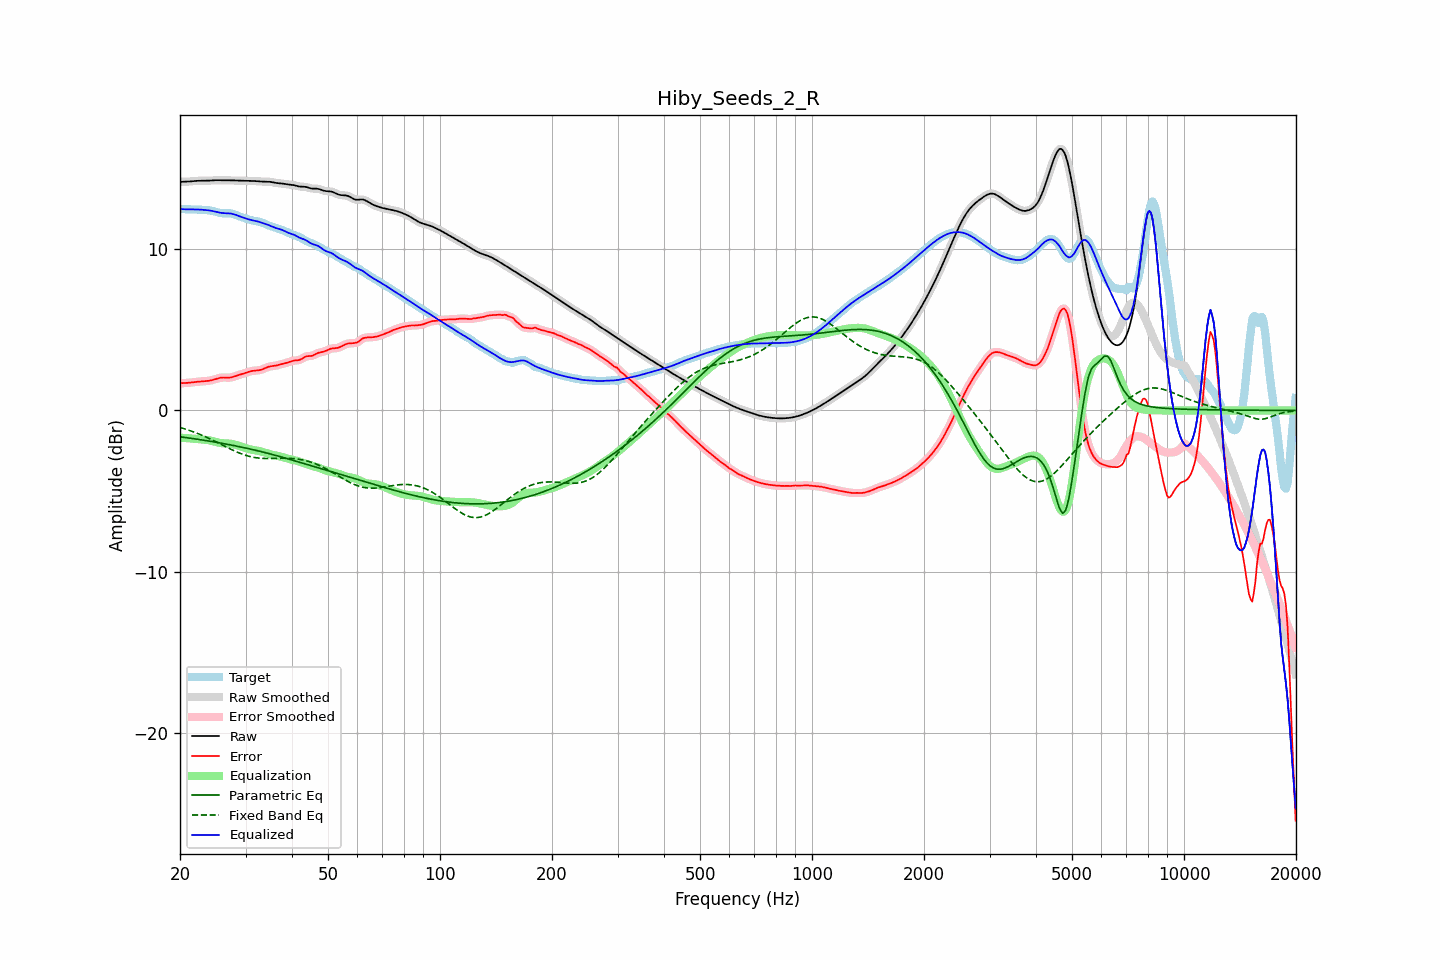 Hiby_Seeds_2_R
Amplitude (dBr)
10
0
−10
−20
Target
Raw Smoothed
Error Smoothed
Raw
Error
Equalization
Parametric Eq
Fixed Band Eq
Equalized
20 50 100 200 500 1000 2000 5000 10000 20000
Frequency (Hz)